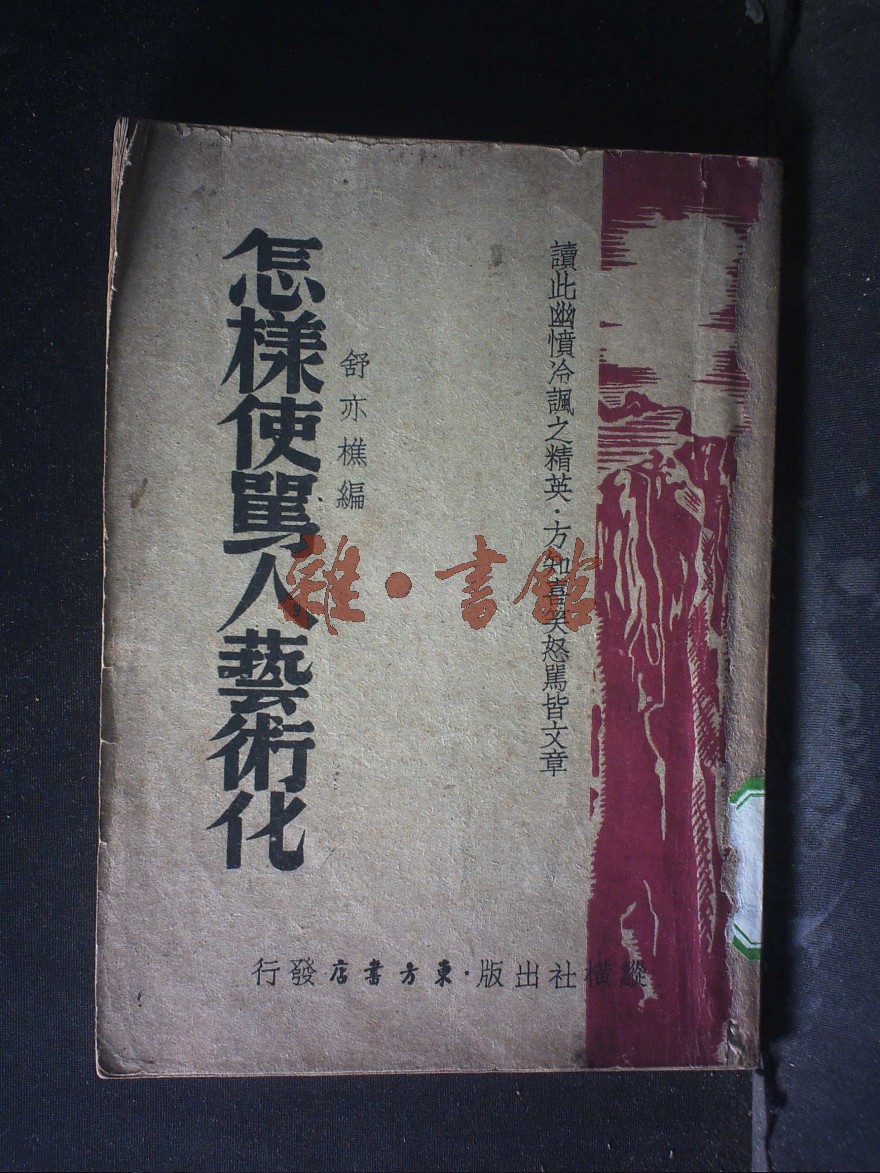 讀此幽憤冷諷之精英·方知喜笑怒罵皆文章
舒亦樵編
怎樣使罵人藝術化
縱橫社出版·東方書店發行
雜·書館